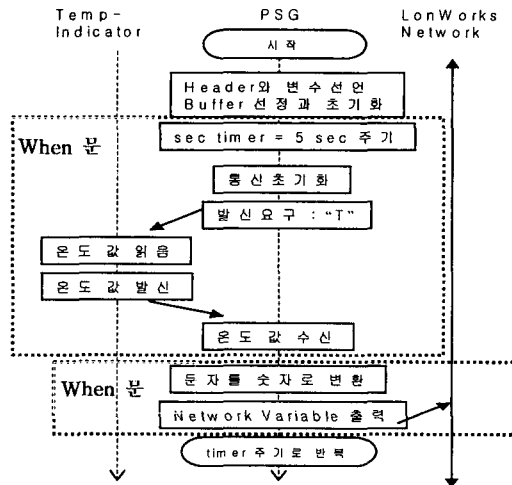 Temp-
Indicator
PSG
LonWorks
Network
시작
Header와 변수선언
Buffer 선정과 초기화
When 문
sec timer = 5 sec 주기
통신초기화
발신요구 : "T"
온도 값 읽음
온도 값 발신
온도 값 수신
When 문
문자를 숫자로 변환
Network Variable 출력
timer 주기로 반복